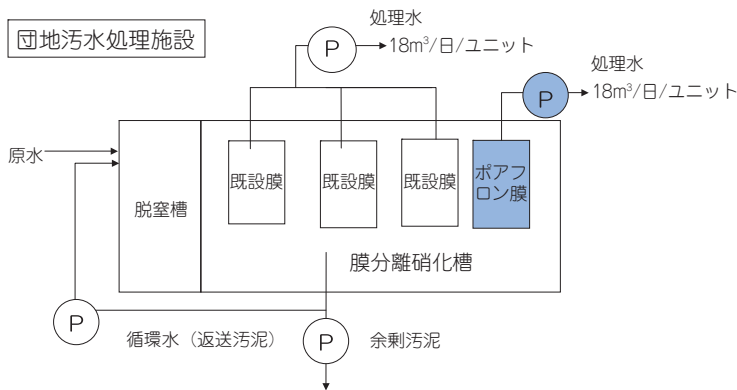 団地汚水処理施設
処理水
P
18m³/日/ユニット
処理水
P
18m³/日/ユニット
原水
既設膜
既設膜
既設膜
ポアフ
ロン膜
脱窒槽
膜分離硝化槽
P
循環水（返送汚泥）
P
余剰汚泥